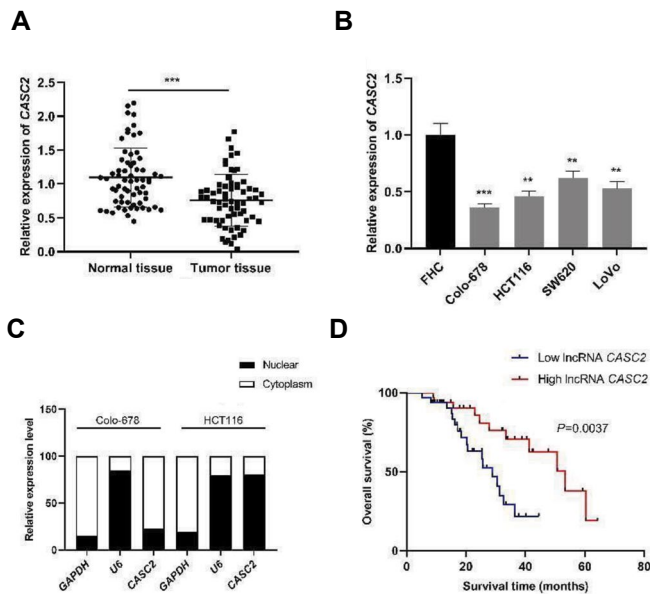 A
Relative expression of CASC2
2.5
2.0
1.5
1.0
0.5
0.0
***
Normal tissue
Tumor tissue
B
Relative expression of CASC2
1.5
1.0
0.5
0.0
***
**
**
**
FHC
Colo-678
HCT116
SW620
LoVo
C
Nuclear
Cytoplasm
Relative expression level
150
100
50
0
Colo-678
HCT116
GAPDH
U6
CASC2
GAPDH
U6
CASC2
D
Low lncRNA CASC2
High lncRNA CASC2
Overall survival (%)
100
50
0
P=0.0037
0
20
40
60
80
Survival time (months)